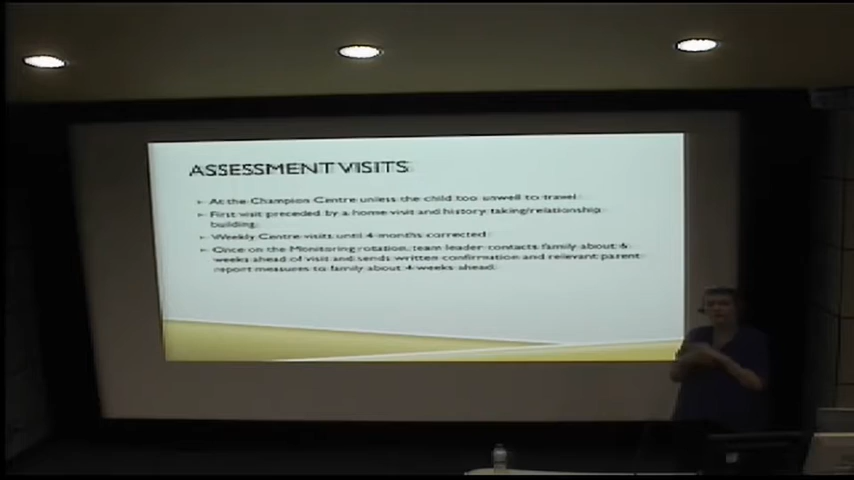 ASSESSMENT VISITS
At the Champion Centre unless the child too unwell to travel
First visit preceded by a home visit and history taking/relationship
building
Weekly Centre visits until 4 months corrected
Once on the Monitoring rotation, team leader contacts family about 6
weeks ahead of visit and sends written confirmation and relevant parent
report measures to family about 4 weeks ahead.